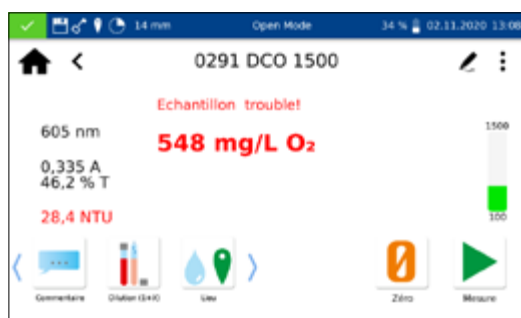 14 mm Open Mode 34 % 02.11.2020 13:08
0291 DCO 1500
Echantillon trouble!
548 mg/L O₂
605 nm
0,335 A
46,2 % T
28,4 NTU
1500
100
Commentaire Dilution (1+X) Lieu Zéro Mesure